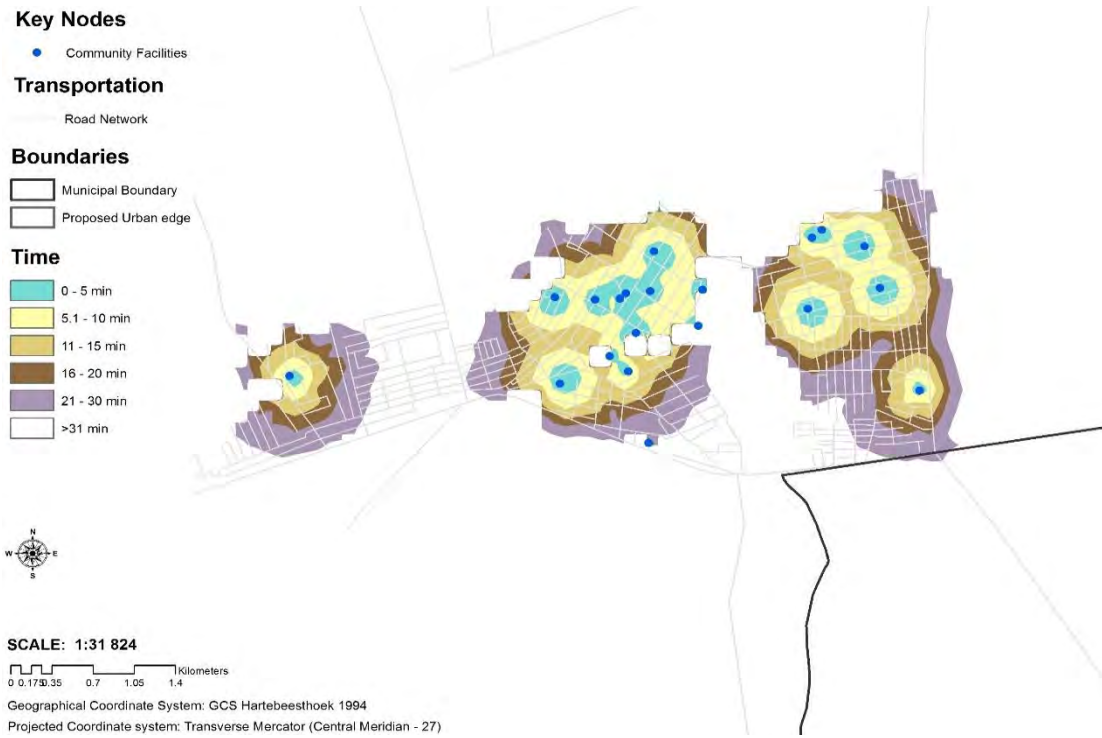 Key Nodes
Community Facilities
Transportation
Road Network
Boundaries
Municipal Boundary
Proposed Urban edge
Time
0 - 5 min
5.1 - 10 min
11 - 15 min
16 - 20 min
21 - 30 min
>31 min
N
W E
S
SCALE: 1:31 824
Kilometers
0 0.175 0.35 0.7 1.05 1.4
Geographical Coordinate System: GCS Hartebeesthoek 1994
Projected Coordinate system: Transverse Mercator (Central Meridian - 27)